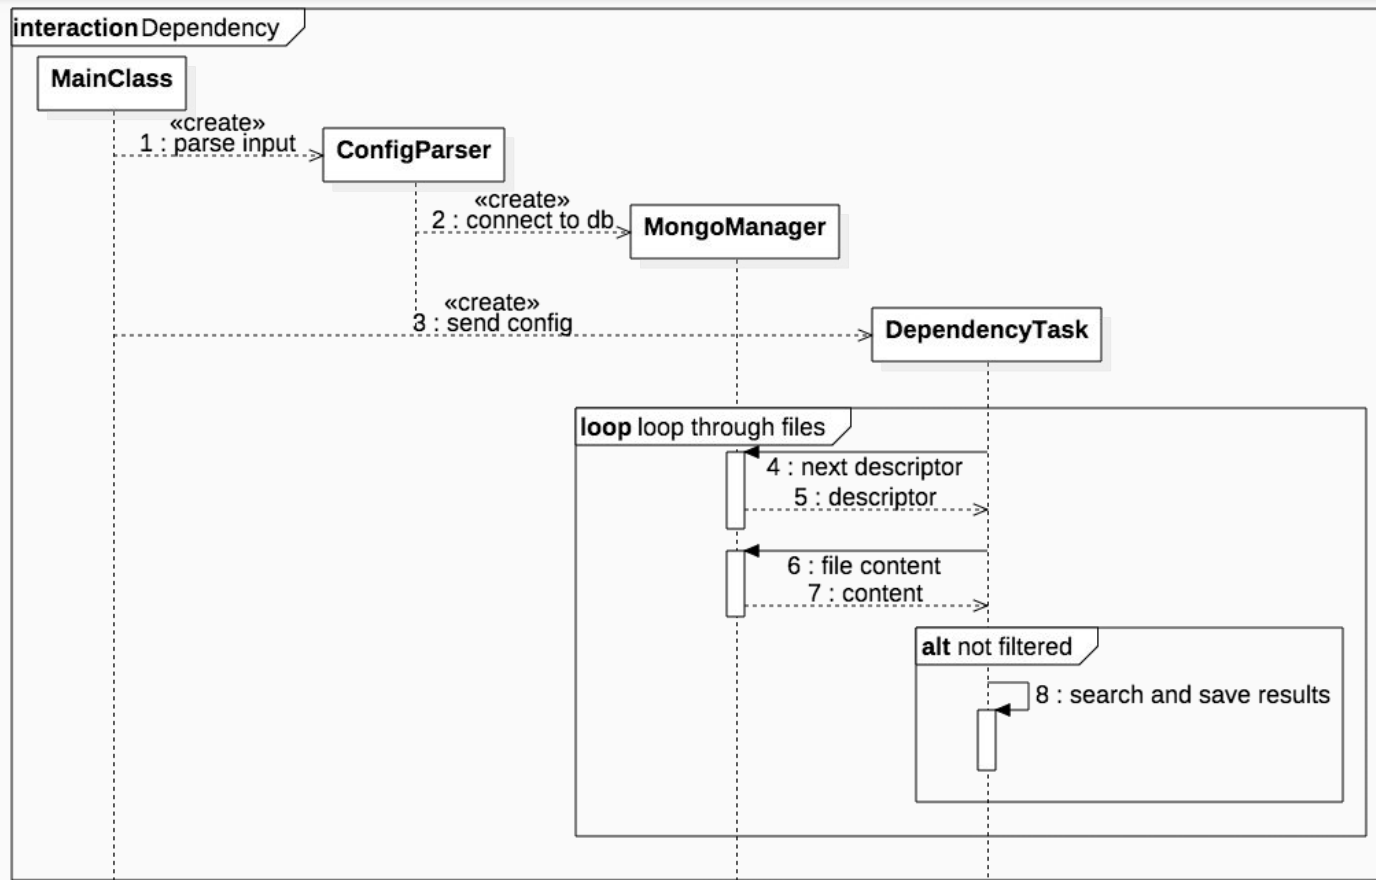 interaction Dependency
MainClass
«create»
1 : parse input
ConfigParser
«create»
2 : connect to db
MongoManager
«create»
3 : send config
DependencyTask
loop loop through files
4 : next descriptor
5 : descriptor
6 : file content
7 : content
alt not filtered
8 : search and save results